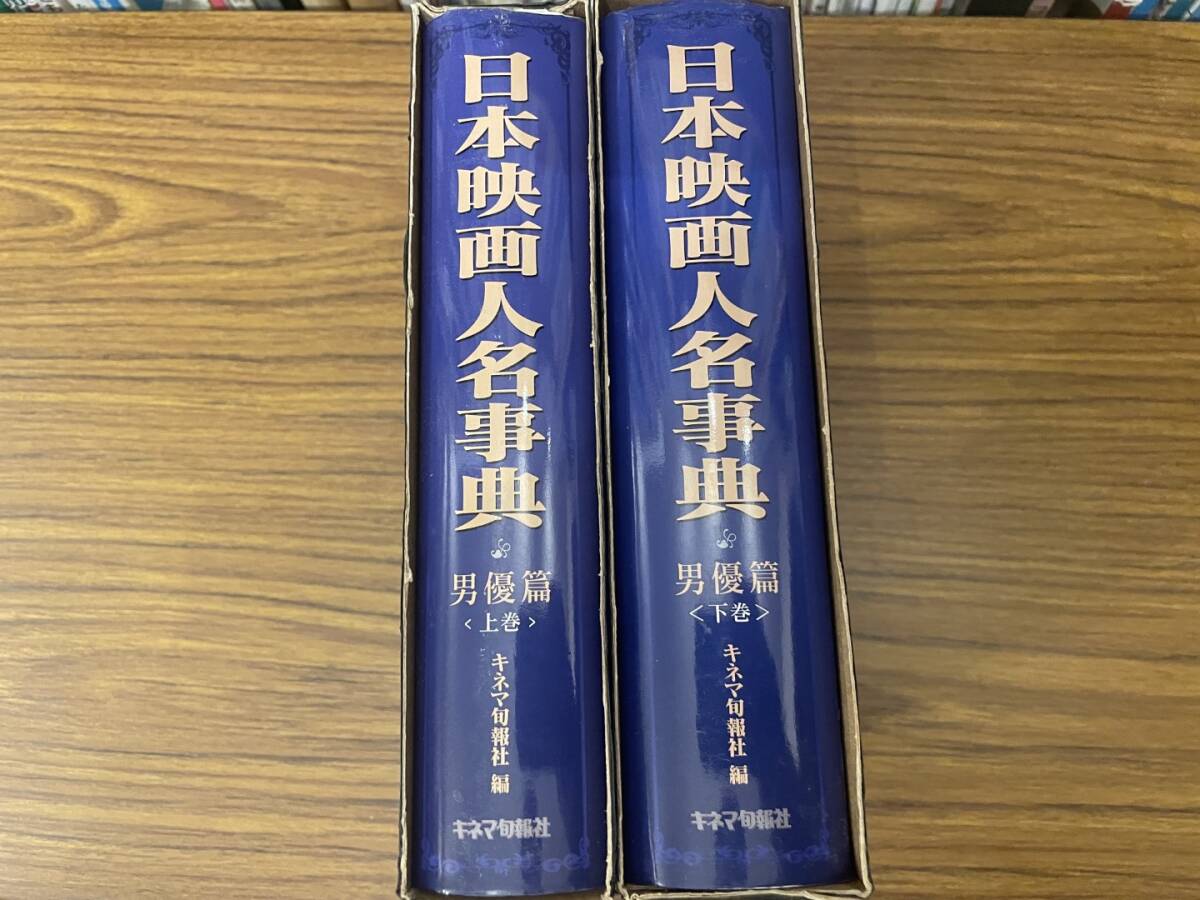 日本映画人名事典
男優篇
<上巻>
キネマ旬報社 編
キネマ旬報社
日本映画人名事典
男優篇
<下巻>
キネマ旬報社 編
キネマ旬報社